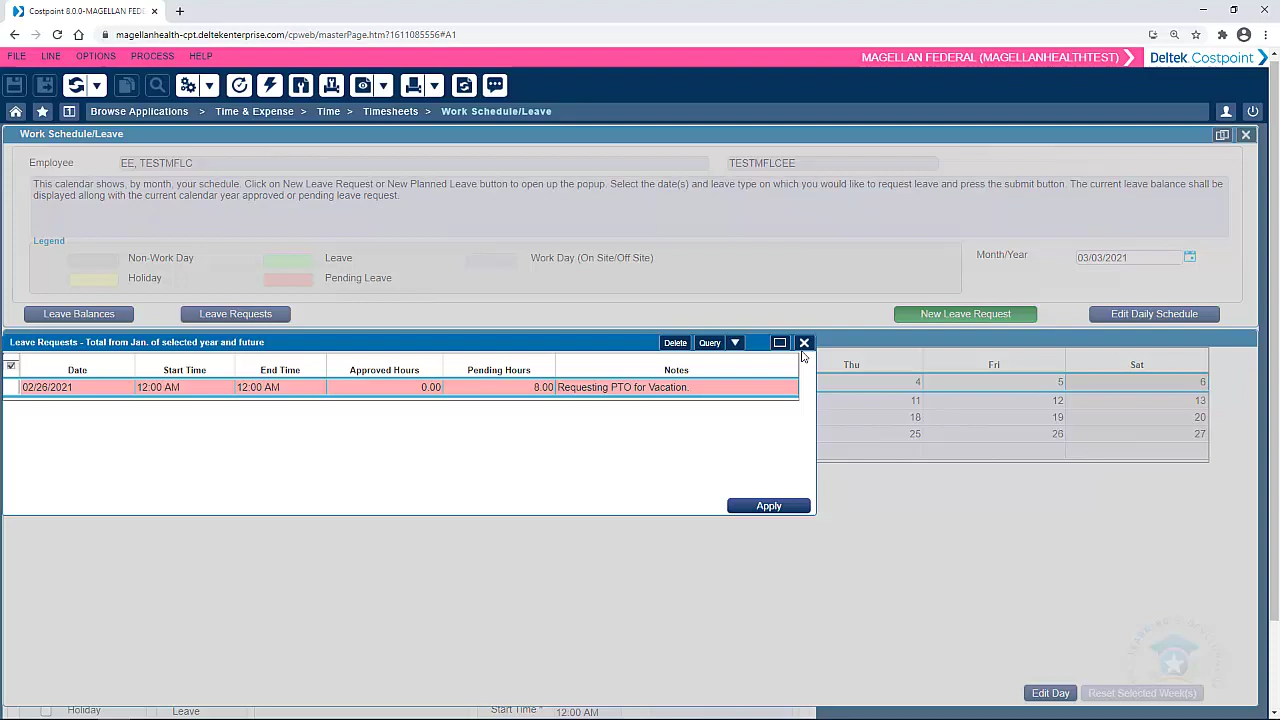 Costpoint 8.0.0-MAGELLAN FEDE
magellanhealth-cpt.deltekenterprise.com/cpweb/masterPage.htm?1611085556#A1
FILE LINE OPTIONS PROCESS HELP
MAGELLAN FEDERAL (MAGELLANHEALTHTEST)
Deltek Costpoint
Browse Applications > Time & Expense > Time > Timesheets > Work Schedule/Leave
Work Schedule/Leave
Employee EE, TESTMFLC TESTMFLCEE
This calendar shows, by month, your schedule. Click on New Leave Request or New Planned Leave button to open up the popup. Select the date(s) and leave type on which you would like to request leave and press the submit button. The current leave balance shall be
displayed allong with the current calendar year approved or pending leave request.
Legend
Non-Work Day Leave Work Day (On Site/Off Site)
Holiday Pending Leave
Month/Year 03/03/2021
Leave Balances Leave Requests New Leave Request Edit Daily Schedule
Leave Requests - Total from Jan. of selected year and future Delete Query
Date Start Time End Time Approved Hours Pending Hours Notes
02/26/2021 12:00 AM 12:00 AM 0.00 8.00 Requesting PTO for Vacation.
Apply
Thu Fri Sat
4 5 6
11 12 13
18 19 20
25 26 27
LEARNING & DEVELOPMENT
Edit Day Reset Selected Week(s)
Holiday Leave Start Time * 12:00 AM